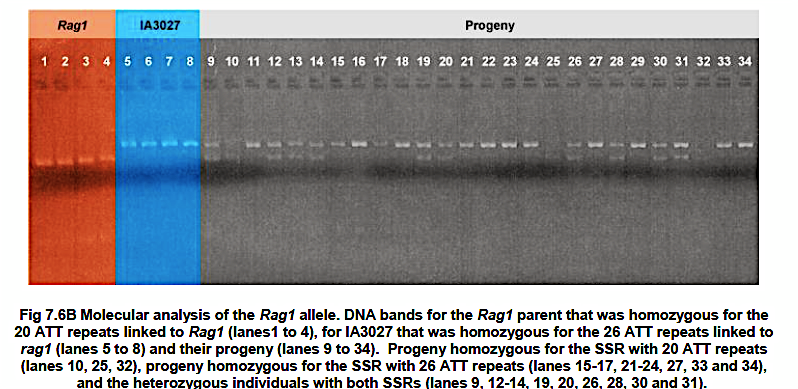 Rag1 IA3027 Progeny
1 2 3 4 5 6 7 8 9 10 11 12 13 14 15 16 17 18 19 20 21 22 23 24 25 26 27 28 29 30 31 32 33 34
Fig 7.6B Molecular analysis of the Rag1 allele. DNA bands for the Rag1 parent that was homozygous for the
20 ATT repeats linked to Rag1 (lanes1 to 4), for IA3027 that was homozygous for the 26 ATT repeats linked to
rag1 (lanes 5 to 8) and their progeny (lanes 9 to 34). Progeny homozygous for the SSR with 20 ATT repeats
(lanes 10, 25, 32), progeny homozygous for the SSR with 26 ATT repeats (lanes 15-17, 21-24, 27, 33 and 34),
and the heterozygous individuals with both SSRs (lanes 9, 12-14, 19, 20, 26, 28, 30 and 31).